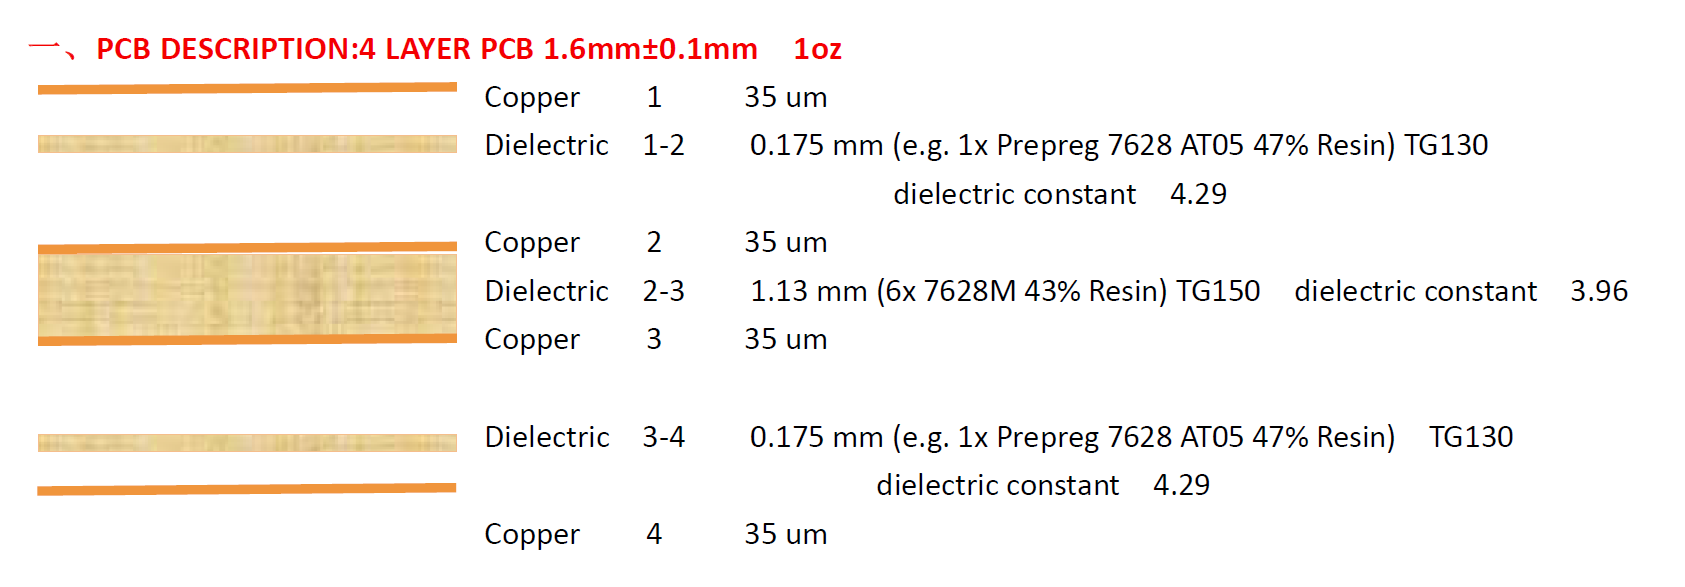 一、PCB DESCRIPTION:4 LAYER PCB 1.6mm±0.1mm 1oz
Copper 1 35 um
Dielectric 1-2 0.175 mm (e.g. 1x Prepreg 7628 AT05 47% Resin) TG130
dielectric constant 4.29
Copper 2 35 um
Dielectric 2-3 1.13 mm (6x 7628M 43% Resin) TG150 dielectric constant 3.96
Copper 3 35 um
Dielectric 3-4 0.175 mm (e.g. 1x Prepreg 7628 AT05 47% Resin) TG130
dielectric constant 4.29
Copper 4 35 um